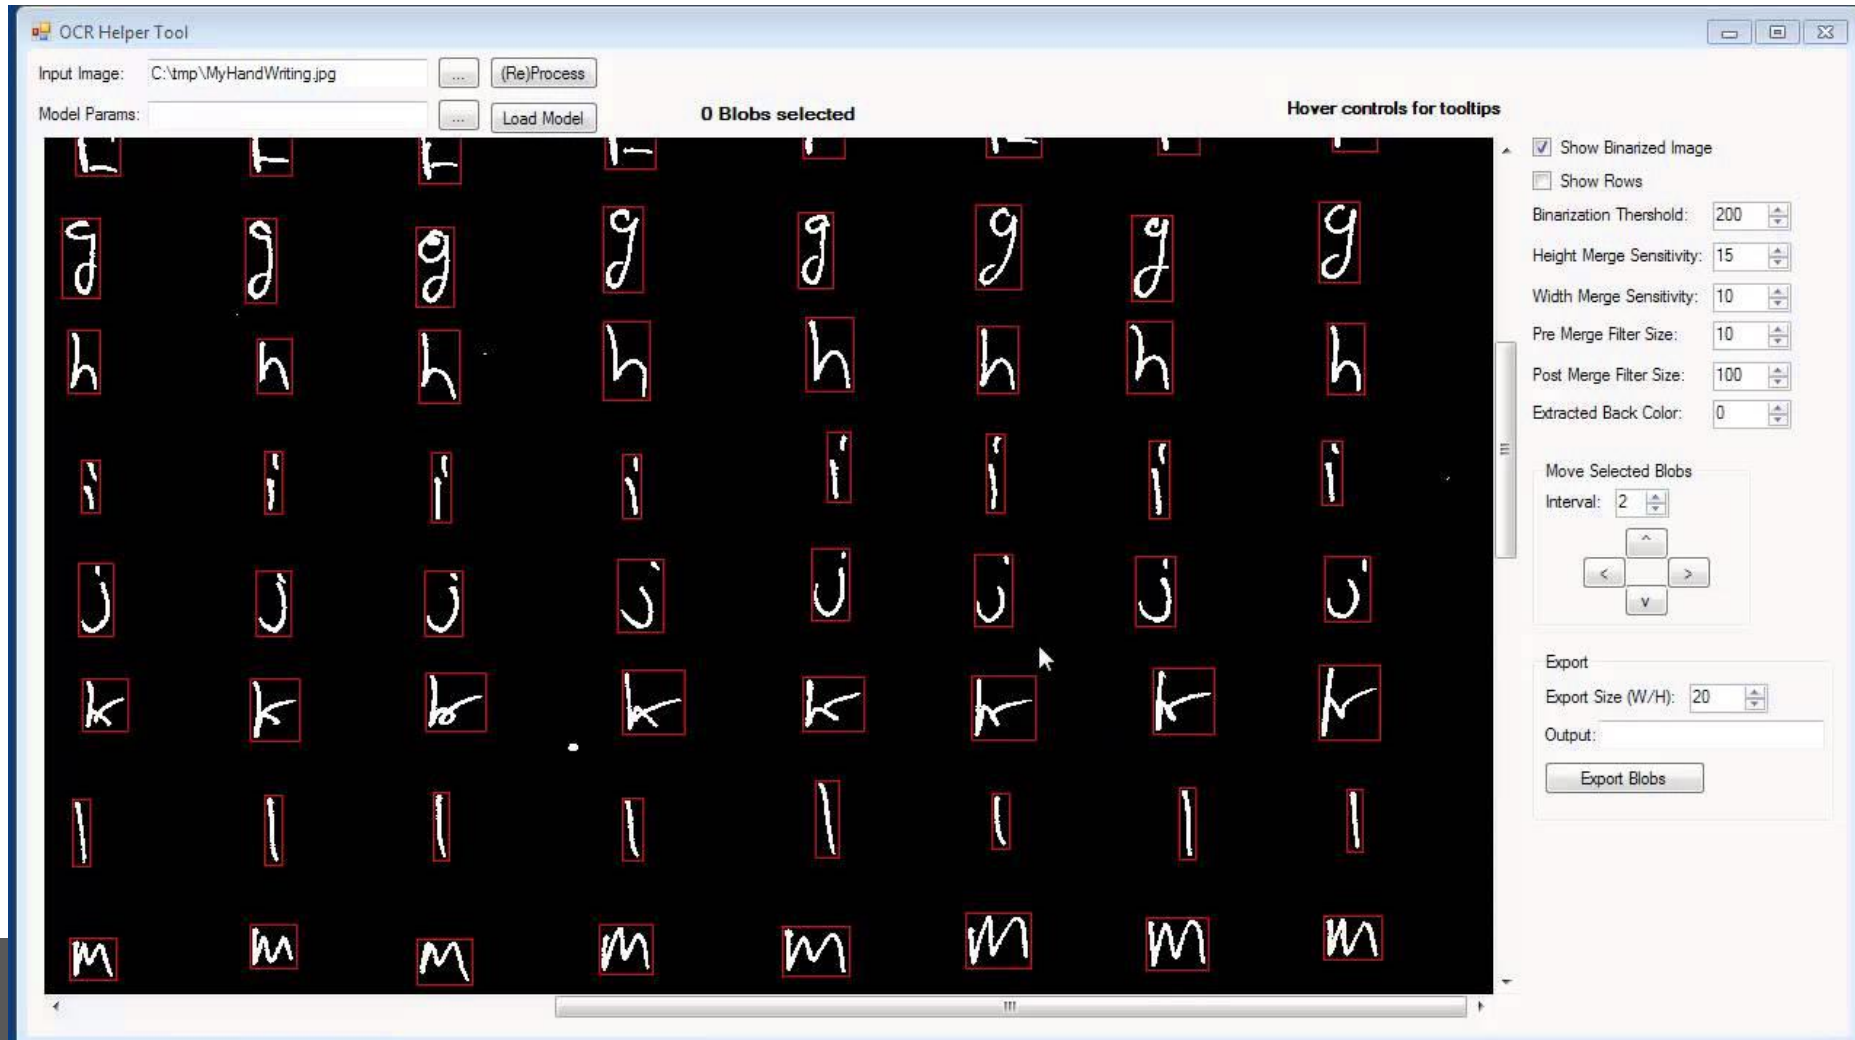 OCR Helper Tool
Input Image: C:\tmp\MyHandWriting.jpg ... (Re)Process
Model Params: ... Load Model
0 Blobs selected
Hover controls for tooltips
g g g g g g g g
h h h h h h h h
i i i i i i i i
j j j j j j j j
k k k k k k k k
l l l l l l l l
m m m m m m m m
Show Binarized Image
Show Rows
Binarization Thershold: 200
Height Merge Sensitivity: 15
Width Merge Sensitivity: 10
Pre Merge Filter Size: 10
Post Merge Filter Size: 100
Extracted Back Color: 0
Move Selected Blobs
Interval: 2
^
< >
v
Export
Export Size (W/H): 20
Output:
Export Blobs